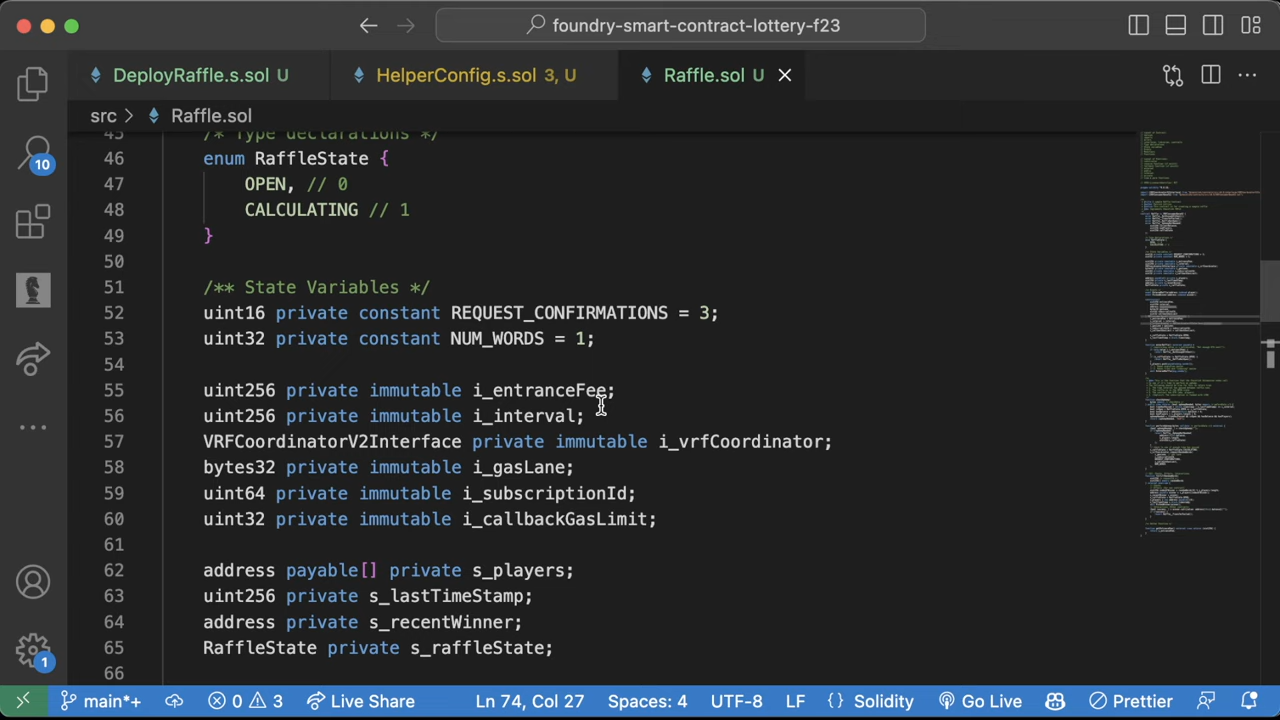 foundry-smart-contract-lottery-f23
DeployRaffle.s.sol U
HelperConfig.s.sol 3, U
Raffle.sol U
src > Raffle.sol
45 /* Type declarations */
46 enum RaffleState {
47 OPEN, // 0
48 CALCULATING // 1
49 }
50
51 /** State Variables */
52 uint16 private constant REQUEST_CONFIRMATIONS = 3;
53 uint32 private constant NUM_WORDS = 1;
54
55 uint256 private immutable i_entranceFee;
56 uint256 private immutable i_interval;
57 VRFCoordinatorV2Interface private immutable i_vrfCoordinator;
58 bytes32 private immutable i_gasLane;
59 uint64 private immutable i_subscriptionId;
60 uint32 private immutable i_callbackGasLimit;
61
62 address payable[] private s_players;
63 uint256 private s_lastTimeStamp;
64 address private s_recentWinner;
65 RaffleState private s_raffleState;
66
10
1
main*+ 0 3 Live Share Ln 74, Col 27 Spaces: 4 UTF-8 LF {} Solidity Go Live Prettier